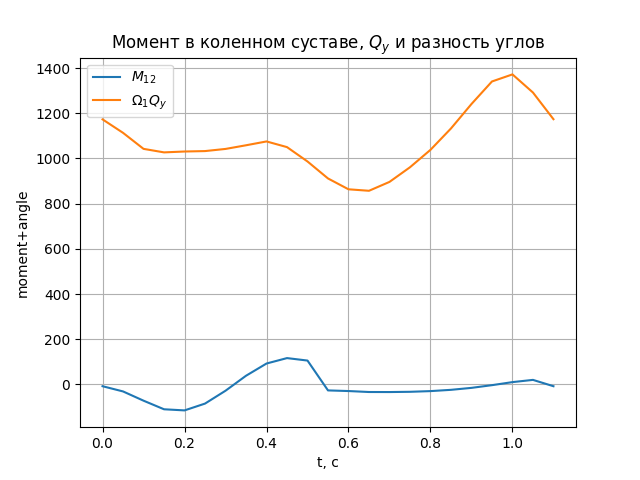 Момент в коленном суставе, Q_y и разность углов
M_12
Ω_1Q_y
moment+angle
1400
1200
1000
800
600
400
200
0
0.0 0.2 0.4 0.6 0.8 1.0
t, c